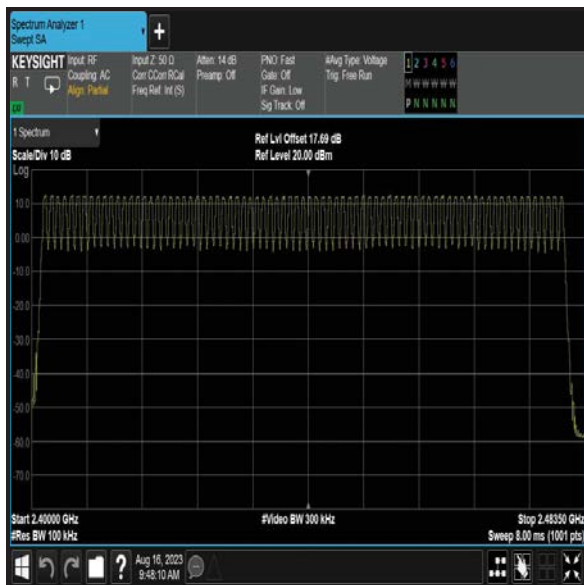 Spectrum Analyzer 1
Swept SA
+
KEYSIGHT
R T
Input: RF
Coupling: AC
Align: Partial
Input Z: 50 Ω
Corr CCorr RCal
Freq Ref: Int (S)
Atten: 14 dB
Preamp: Off
PNO: Fast
Gate: Off
IF Gain: Low
Sig Track: Off
#Avg Type: Voltage
Trig: Free Run
1 2 3 4 5 6
M W W W W W
P N N N N N
1 Spectrum
Scale/Div 10 dB
Ref Lvl Offset 17.69 dB
Ref Level 20.00 dBm
Log
10.0
0.00
-10.0
-20.0
-30.0
-40.0
-50.0
-60.0
-70.0
Start 2.40000 GHz
#Video BW 300 kHz
Stop 2.48350 GHz
#Res BW 100 kHz
Sweep 8.00 ms (1001 pts)
?
Aug 16, 2023
9:48:10 AM